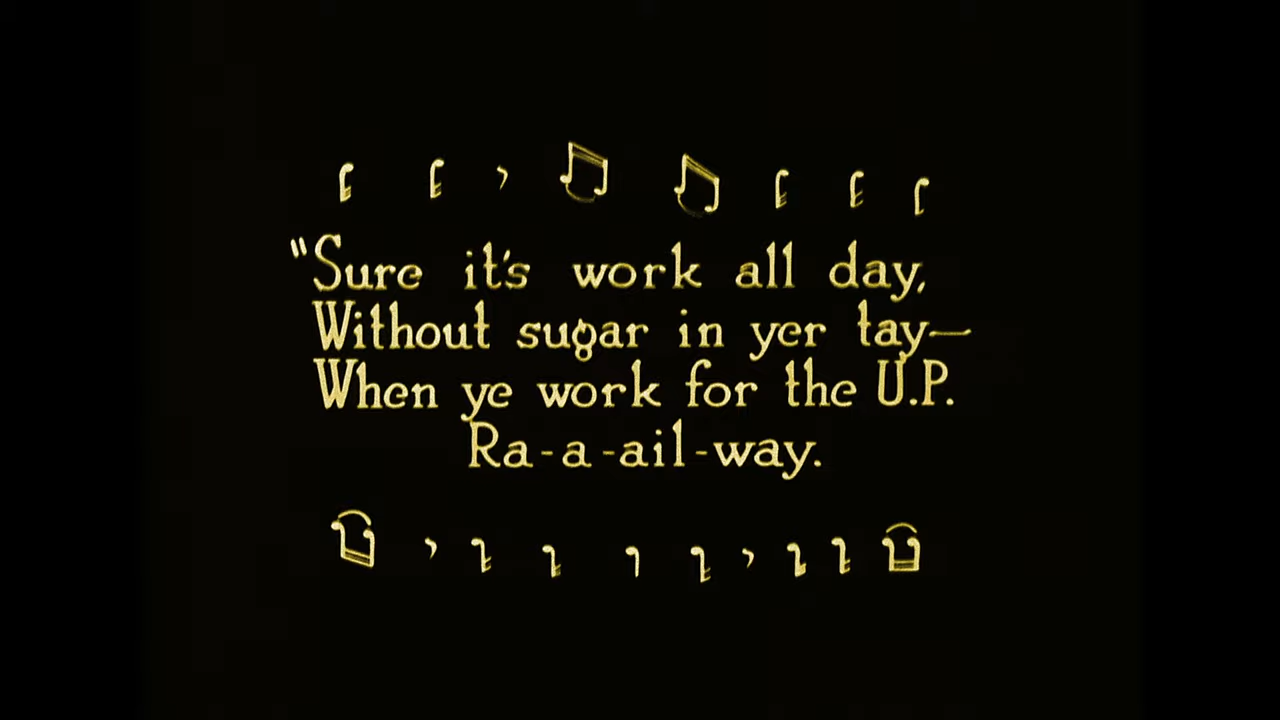 "Sure it's work all day,
Without sugar in yer tay—
When ye work for the U.P.
Ra-a-ail-way.